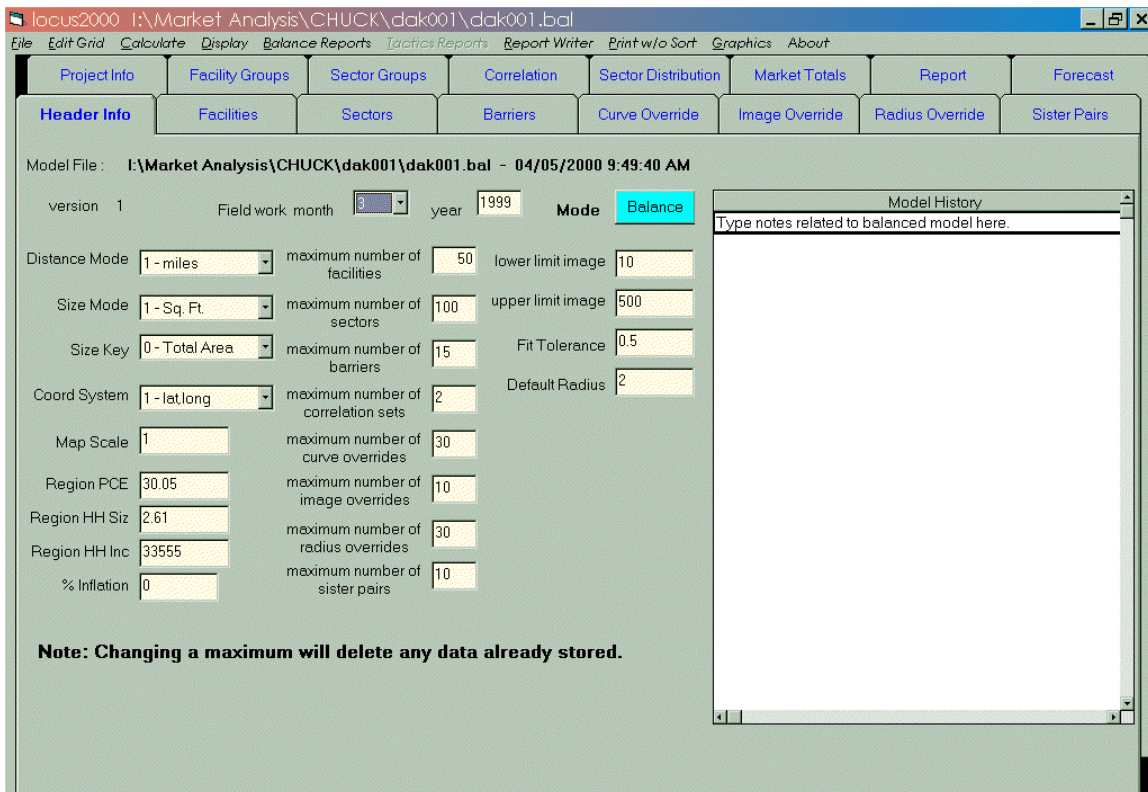 locus2000 I:\Market Analysis\CHUCK\dak001\dak001.bal
File Edit Grid Calculate Display Balance Reports Tactics Reports Report Writer Print w/o Sort Graphics About
Project Info Facility Groups Sector Groups Correlation Sector Distribution Market Totals Report Forecast
Header Info Facilities Sectors Barriers Curve Override Image Override Radius Override Sister Pairs
Model File : I:\Market Analysis\CHUCK\dak001\dak001.bal - 04/05/2000 9:49:40 AM
version 1 Field work month 3 year 1999 Mode Balance
Model History
Type notes related to balanced model here.
Distance Mode 1 - miles
Size Mode 1 - Sq. Ft.
Size Key 0 - Total Area
Coord System 1 - lat,long
Map Scale 1
Region PCE 30.05
Region HH Siz 2.61
Region HH Inc 33555
% Inflation 0
maximum number of facilities 50
maximum number of sectors 100
maximum number of barriers 15
maximum number of correlation sets 2
maximum number of curve overrides 30
maximum number of image overrides 10
maximum number of radius overrides 30
maximum number of sister pairs 10
lower limit image 10
upper limit image 500
Fit Tolerance 0.5
Default Radius 2
Note: Changing a maximum will delete any data already stored.